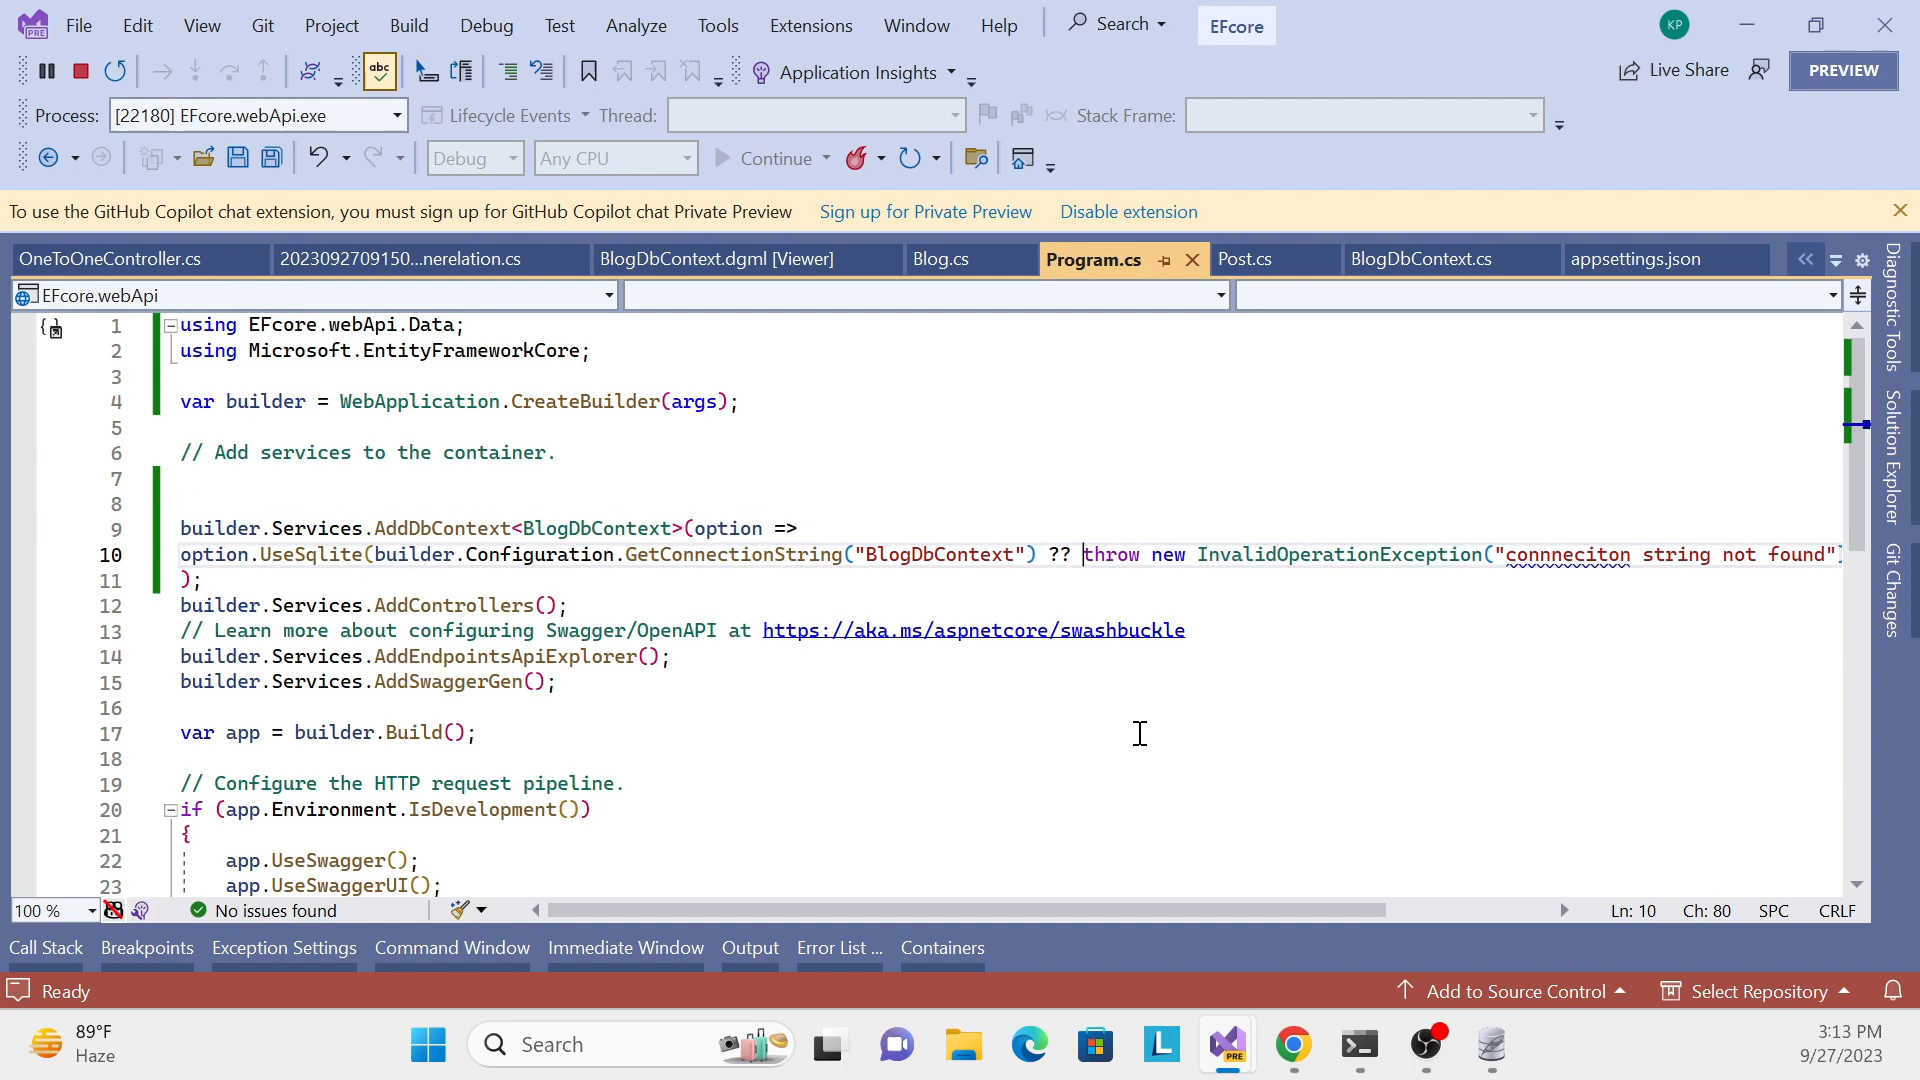 File Edit View Git Project Build Debug Test Analyze Tools Extensions Window Help Search EFcore KP
abc Application Insights Live Share PREVIEW
Process: [22180] EFcore.webApi.exe Lifecycle Events Thread: Stack Frame:
Debug Any CPU Continue
To use the GitHub Copilot chat extension, you must sign up for GitHub Copilot chat Private Preview Sign up for Private Preview Disable extension
OneToOneController.cs 2023092709150...nerelation.cs BlogDbContext.dgml [Viewer] Blog.cs Program.cs Post.cs BlogDbContext.cs appsettings.json
EFcore.webApi
1 using EFcore.webApi.Data;
2 using Microsoft.EntityFrameworkCore;
3
4 var builder = WebApplication.CreateBuilder(args);
5
6 // Add services to the container.
7
8
9 builder.Services.AddDbContext<BlogDbContext>(option =>
10 option.UseSqlite(builder.Configuration.GetConnectionString("BlogDbContext") ?? throw new InvalidOperationException("connneciton string not found")
11 );
12 builder.Services.AddControllers();
13 // Learn more about configuring Swagger/OpenAPI at https://aka.ms/aspnetcore/swashbuckle
14 builder.Services.AddEndpointsApiExplorer();
15 builder.Services.AddSwaggerGen();
16
17 var app = builder.Build();
18
19 // Configure the HTTP request pipeline.
20 if (app.Environment.IsDevelopment())
21 {
22 app.UseSwagger();
23 app.UseSwaggerUI();
Diagnostic Tools
Solution Explorer
Git Changes
100 % No issues found Ln: 10 Ch: 80 SPC CRLF
Call Stack Breakpoints Exception Settings Command Window Immediate Window Output Error List ... Containers
Ready Add to Source Control Select Repository
89°F
Haze
Search
L
PRE
3:13 PM
9/27/2023